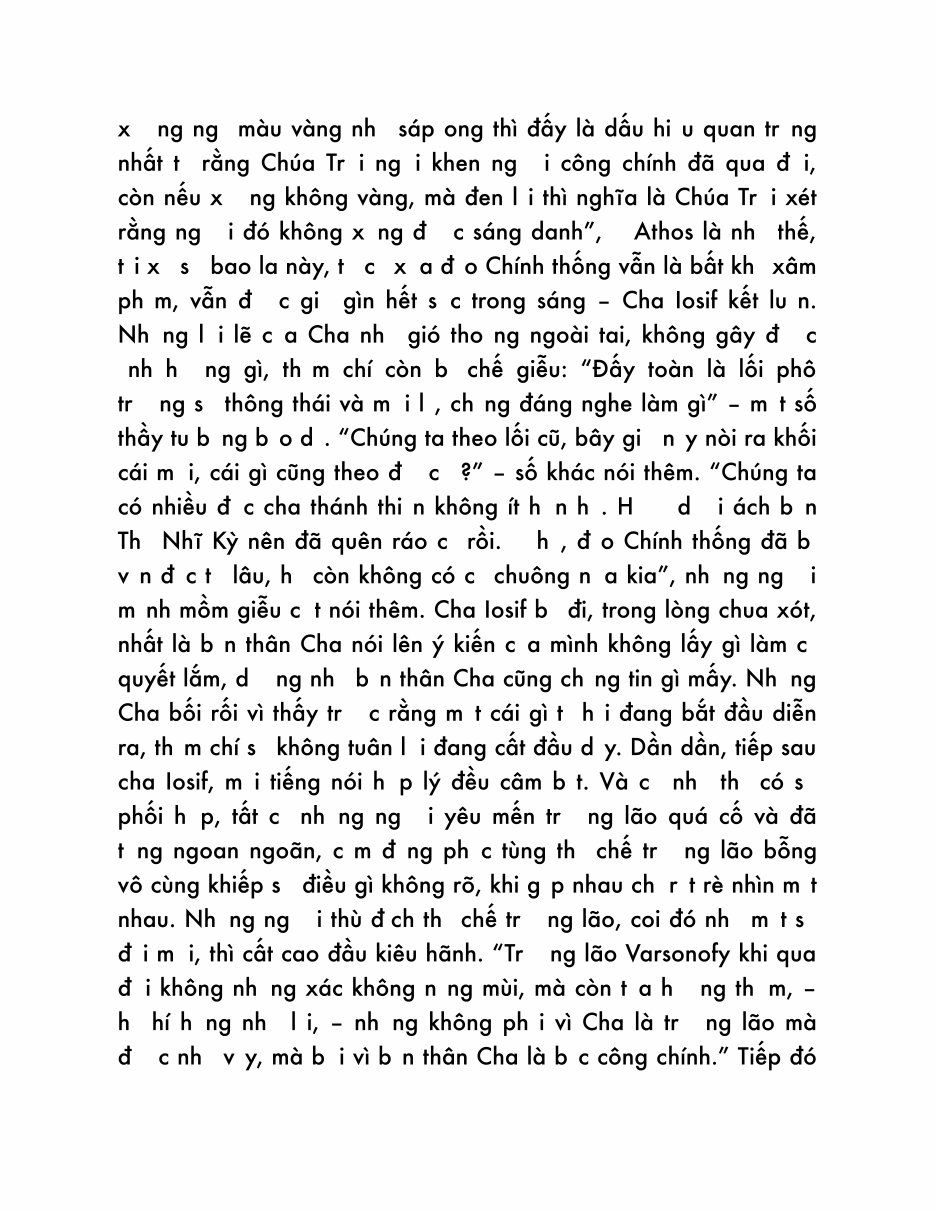 x ng ng màu vàng nh sáp ong thì đấy là dấu hi u quan tr ng
nhất t rằng Chúa Tr i ng i khen ng i công chính đã qua đ i,
còn nếu x ng không vàng, mà đen l i thì nghĩa là Chúa Tr i xét
rằng ng i đó không x ng đ c sáng danh”, Athos là nh thế,
t i x s bao la này, t c x a đ o Chính thống vẫn là bất kh xâm
ph m, vẫn đ c gi gìn hết s c trong sáng – Cha Iosif kết lu n.
Nh ng l i lẽ c a Cha nh gió tho ng ngoài tai, không gây đ c
nh h ng gì, th m chí còn b chế giễu: “Đấy toàn là lối phô
tr ng s thông thái và m i l , ch ng đáng nghe làm gì” – m t số
thầy tu b ng b o d . “Chúng ta theo lối cũ, bây gi n y nòi ra khối
cái m i, cái gì cũng theo đ c ?” – số khác nói thêm. “Chúng ta
có nhiều đ c cha thánh thi n không ít h n h . H d i ách b n
Th Nhĩ Kỳ nên đã quên ráo c rồi. h , đ o Chính thống đã b
v n đ c t lâu, h còn không có c chuông n a kia”, nh ng ng i
m nh mồm giễu c t nói thêm. Cha Iosif b đi, trong lòng chua xót,
nhất là b n thân Cha nói lên ý kiến c a mình không lấy gì làm c
quyết lắm, d ng nh b n thân Cha cũng ch ng tin gì mấy. Nh ng
Cha bối rối vì thấy tr c rằng m t cái gì t h i đang bắt đầu diễn
ra, th m chí s không tuân l i đang cất đầu d y. Dần dần, tiếp sau
cha Iosif, m i tiếng nói h p lý đều câm b t. Và c nh th có s
phối h p, tất c nh ng ng i yêu mến tr ng lão quá cố và đã
t ng ngoan ngoãn, c m đ ng ph c tùng th chế tr ng lão bỗng
vô cùng khiếp s điều gì không rõ, khi g p nhau ch r t rè nhìn m t
nhau. Nh ng ng i thù đ ch th chế tr ng lão, coi đó nh m t s
đ i m i, thì cất cao đầu kiêu hãnh. “Tr ng lão Varsonofy khi qua
đ i không nh ng xác không n ng mùi, mà còn t a h ng th m, –
h hí h ng nh l i, – nh ng không ph i vì Cha là tr ng lão mà
đ c nh v y, mà b i vì b n thân Cha là b c công chính.” Tiếp đó